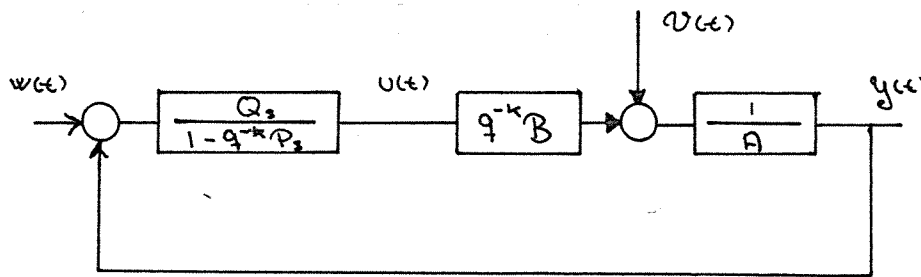 v(t)
w(t)
u(t)
y(t)
Q_s
1 - q^{-k} P_s
q^{-k} B
1
A